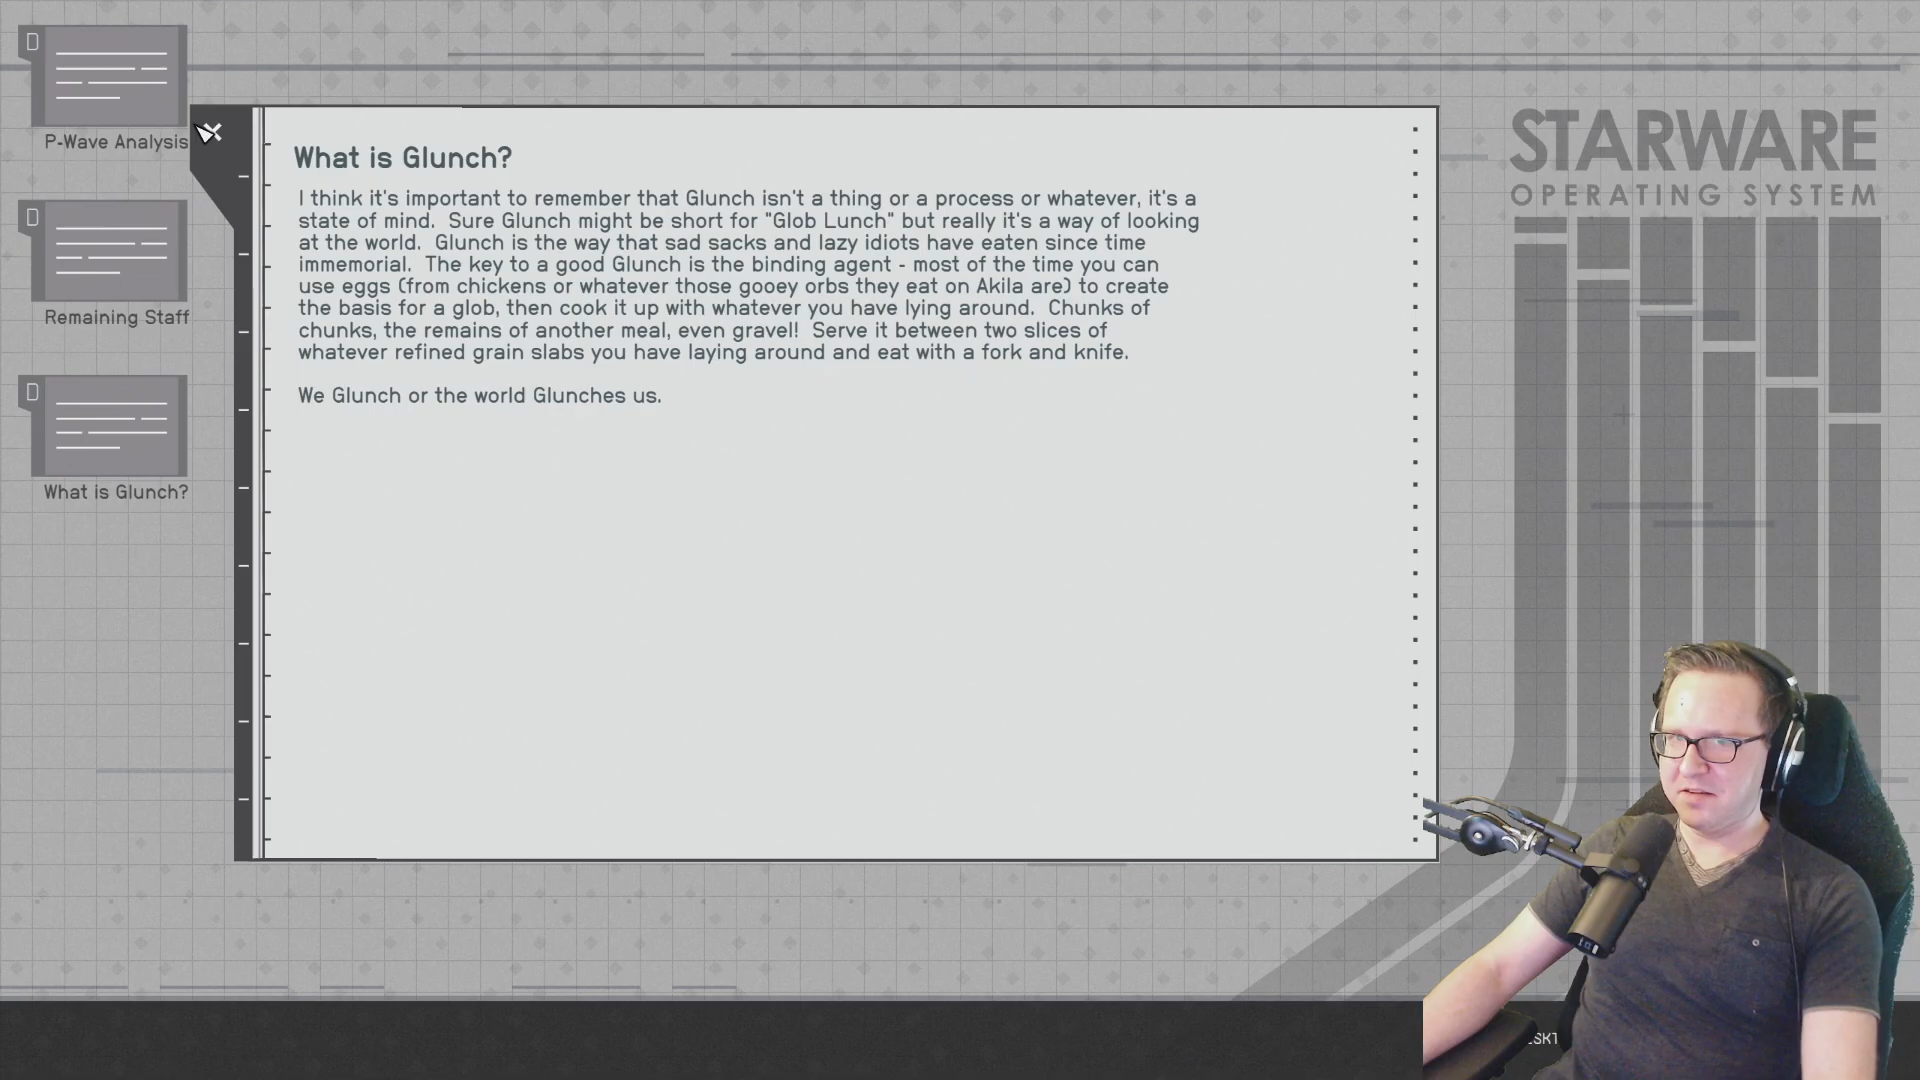 P-Wave Analysis
Remaining Staff
What is Glunch?
What is Glunch?
I think it's important to remember that Glunch isn't a thing or a process or whatever, it's a
state of mind.  Sure Glunch might be short for "Glob Lunch" but really it's a way of looking
at the world.  Glunch is the way that sad sacks and lazy idiots have eaten since time
immemorial.  The key to a good Glunch is the binding agent - most of the time you can
use eggs (from chickens or whatever those gooey orbs they eat on Akila are) to create
the basis for a glob, then cook it up with whatever you have lying around.  Chunks of
chunks, the remains of another meal, even gravel!  Serve it between two slices of
whatever refined grain slabs you have laying around and eat with a fork and knife.
We Glunch or the world Glunches us.
STARWARE
OPERATING SYSTEM